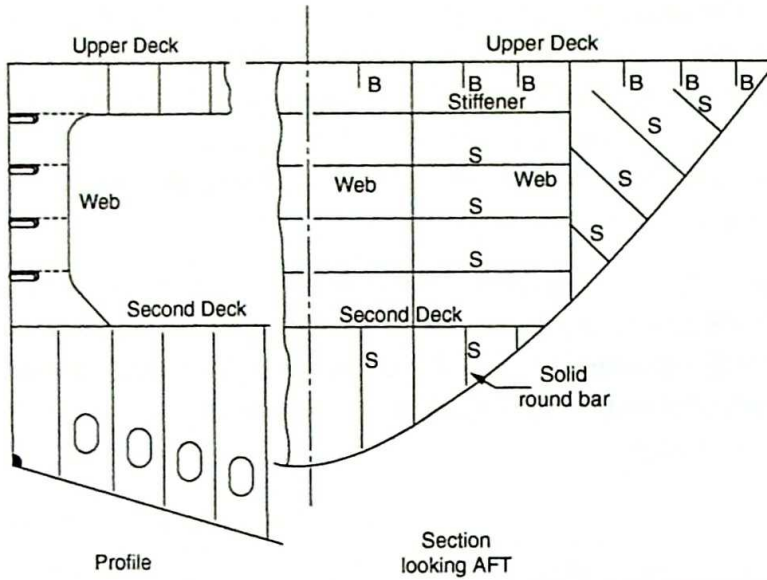 Upper Deck
Upper Deck
B
B
B
B
B
B
Stiffener
S
S
S
Web
Web
Web
S
S
S
S
S
Second Deck
Second Deck
S
S
Solid
round bar
Profile
Section
looking AFT